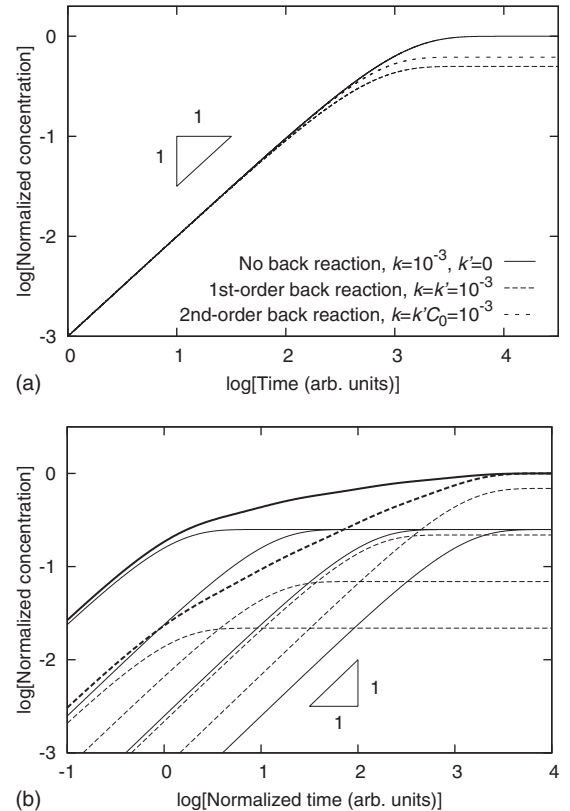 0
-1
-2
-3
log[Normalized concentration]
1
1
No back reaction, k=10⁻³, k'=0
1st-order back reaction, k=k'=10⁻³
2nd-order back reaction, k=k'C₀=10⁻³
0
1
2
3
4
(a)
log[Time (arb. units)]
0
-1
-2
-3
log[Normalized concentration]
1
1
-1
0
1
2
3
4
(b)
log[Normalized time (arb. units)]